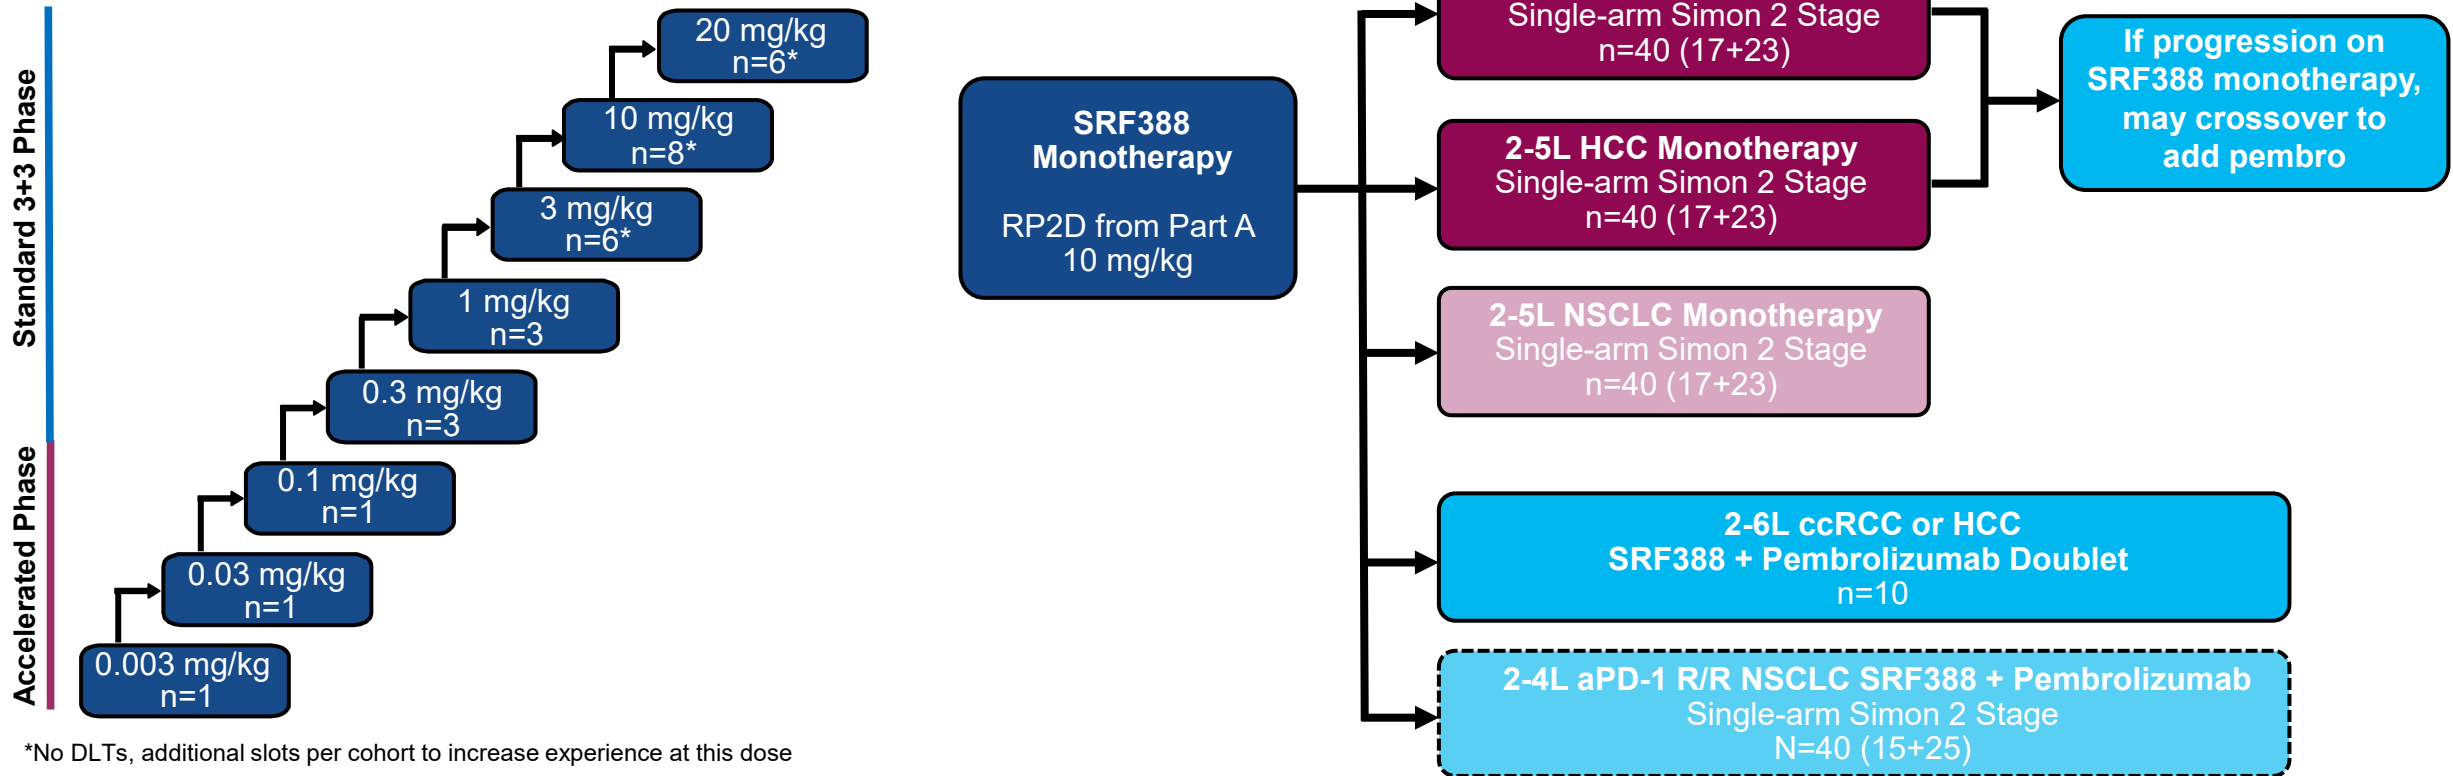 Standard 3+3 Phase
Accelerated Phase
20 mg/kg
n=6*
10 mg/kg
n=8*
3 mg/kg
n=6*
1 mg/kg
n=3
0.3 mg/kg
n=3
0.1 mg/kg
n=1
0.03 mg/kg
n=1
0.003 mg/kg
n=1
*No DLTs, additional slots per cohort to increase experience at this dose
SRF388
Monotherapy
RP2D from Part A
10 mg/kg
Single-arm Simon 2 Stage
n=40 (17+23)
2-5L HCC Monotherapy
Single-arm Simon 2 Stage
n=40 (17+23)
2-5L NSCLC Monotherapy
Single-arm Simon 2 Stage
n=40 (17+23)
2-6L ccRCC or HCC
SRF388 + Pembrolizumab Doublet
n=10
2-4L aPD-1 R/R NSCLC SRF388 + Pembrolizumab
Single-arm Simon 2 Stage
N=40 (15+25)
If progression on
SRF388 monotherapy,
may crossover to
add pembro